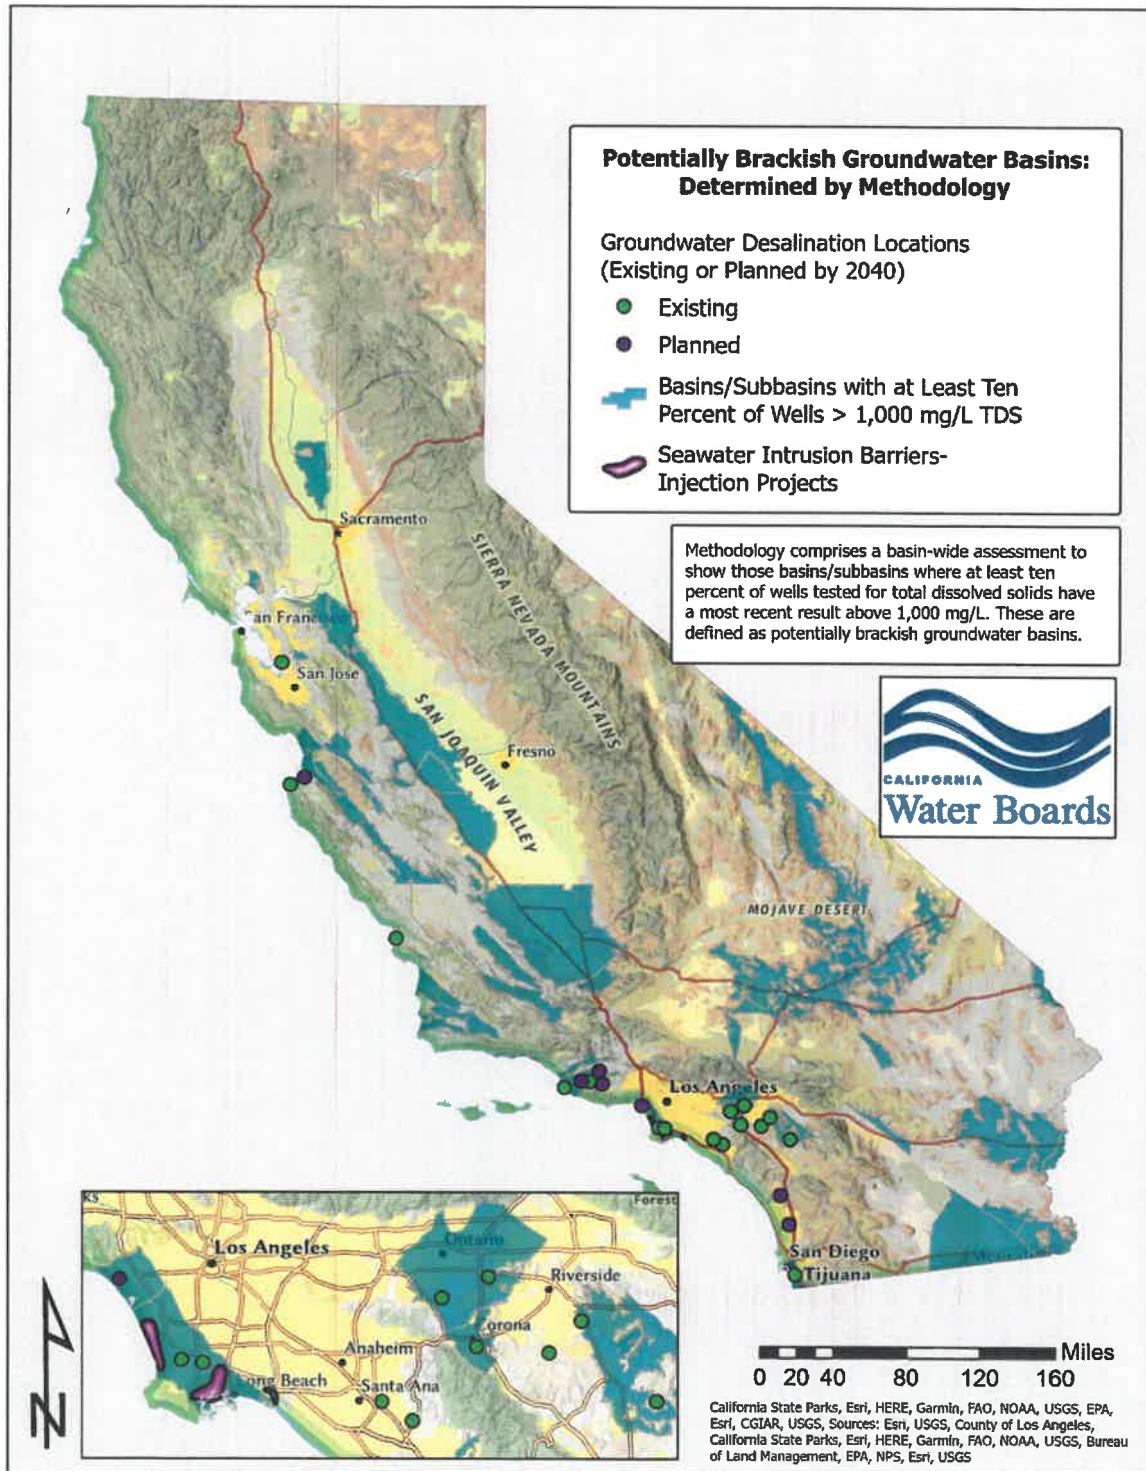 Potentially Brackish Groundwater Basins:
Determined by Methodology
Groundwater Desalination Locations
(Existing or Planned by 2040)
Existing
Planned
Basins/Subbasins with at Least Ten
Percent of Wells > 1,000 mg/L TDS
Seawater Intrusion Barriers-
Injection Projects
Methodology comprises a basin-wide assessment to
show those basins/subbasins where at least ten
percent of wells tested for total dissolved solids have
a most recent result above 1,000 mg/L. These are
defined as potentially brackish groundwater basins.
CALIFORNIA
Water Boards
Sacramento
SIERRA NEVADA MOUNTAINS
an Francisco
San Jose
SAN JOAQUIN VALLEY
Fresno
MOJAVE DESERT
Los Angeles
San Diego
Tijuana
KS
Forest
Los Angeles
Ontario
Riverside
Corona
Anaheim
Long Beach
Santa Ana
N
Miles
0 20 40 80 120 160
California State Parks, Esri, HERE, Garmin, FAO, NOAA, USGS, EPA,
Esri, CGIAR, USGS, Sources: Esri, USGS, County of Los Angeles,
California State Parks, Esri, HERE, Garmin, FAO, NOAA, USGS, Bureau
of Land Management, EPA, NPS, Esri, USGS